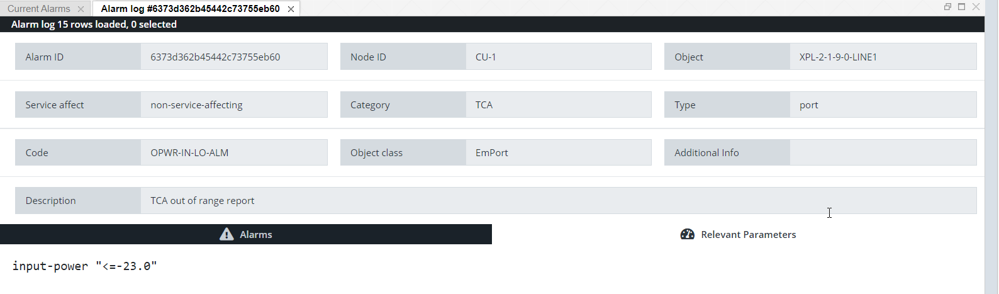 Current Alarms
Alarm log #6373d362b45442c73755eb60
Alarm log 15 rows loaded, 0 selected
Alarm ID 6373d362b45442c73755eb60 Node ID CU-1 Object XPL-2-1-9-0-LINE1
Service affect non-service-affecting Category TCA Type port
Code OPWR-IN-LO-ALM Object class EmPort Additional Info
Description TCA out of range report
Alarms Relevant Parameters
input-power "<=-23.0"